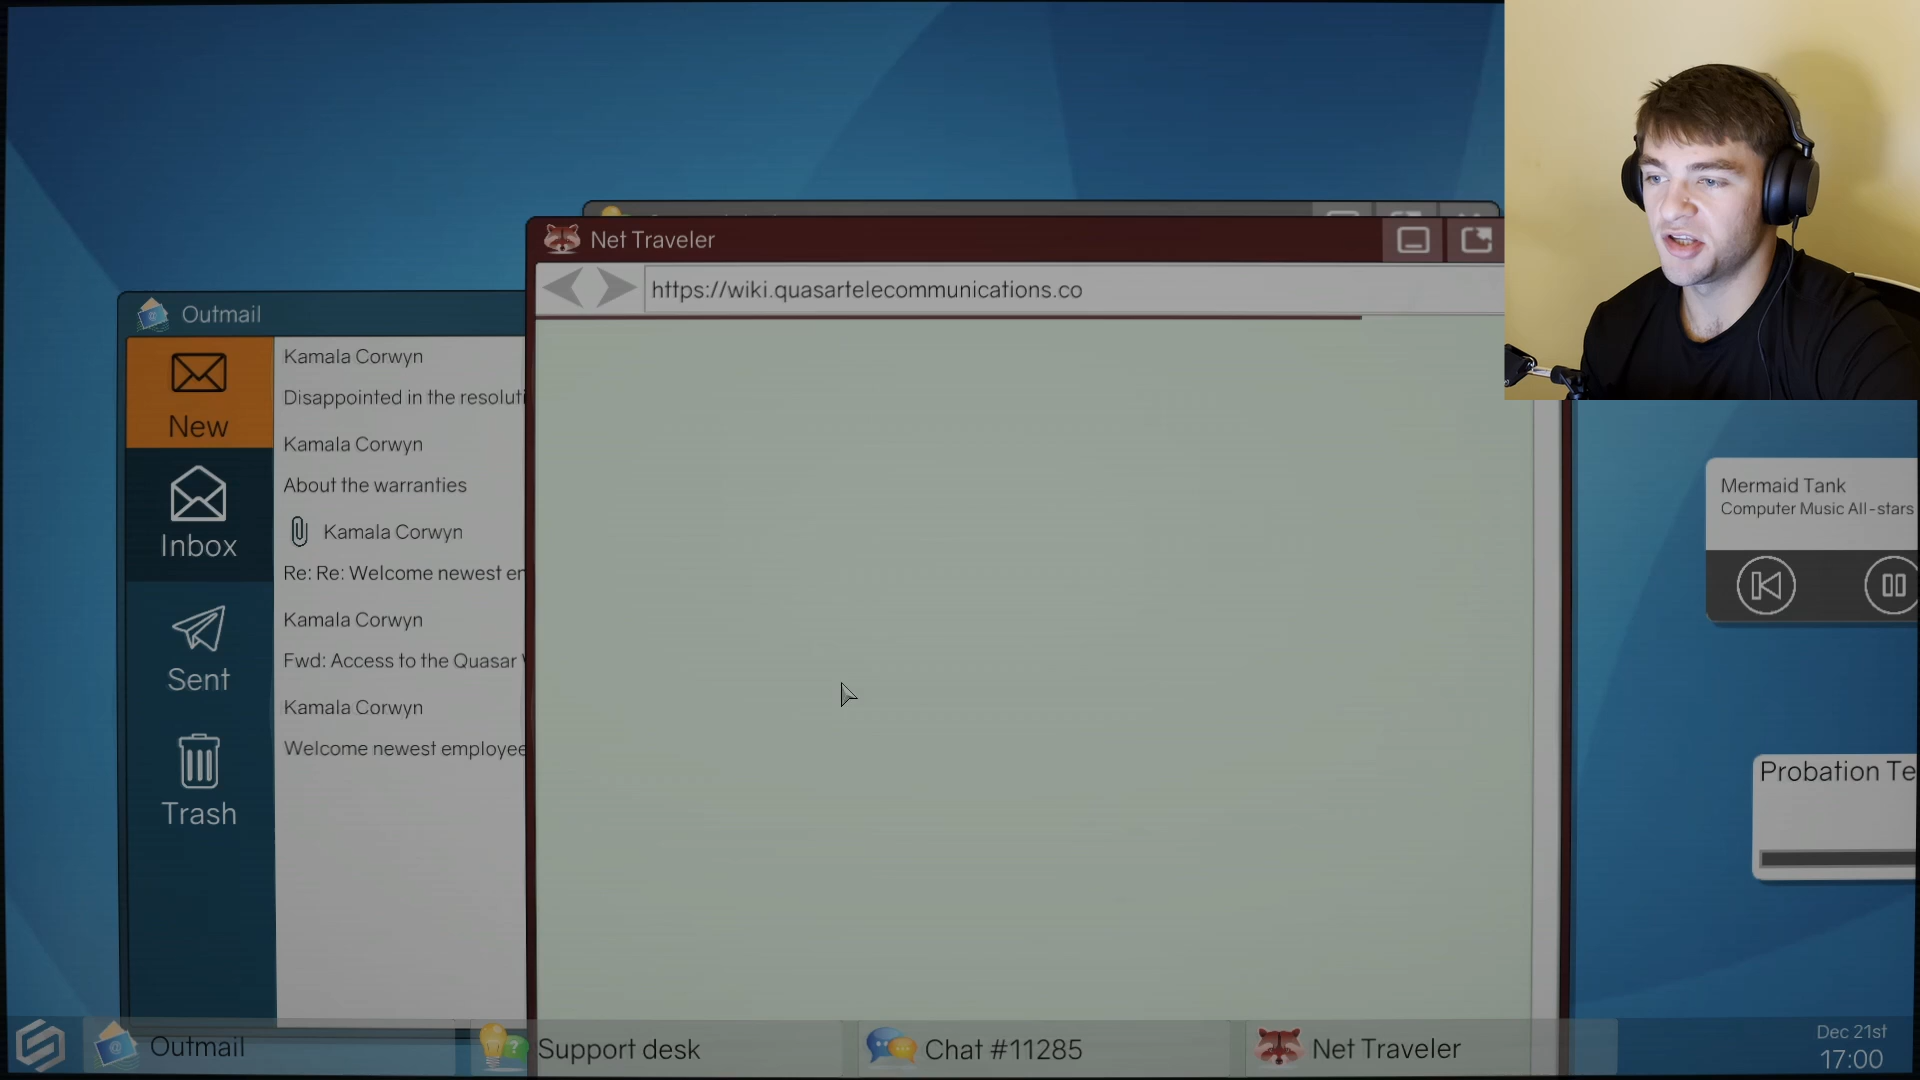 Net Traveler
https://wiki.quasartelecommunications.co
Outmail
New
Inbox
Sent
Trash
Kamala Corwyn
Disappointed in the resoluti
Kamala Corwyn
About the warranties
Kamala Corwyn
Re: Re: Welcome newest en
Kamala Corwyn
Fwd: Access to the Quasar
Kamala Corwyn
Welcome newest employee
Mermaid Tank
Computer Music All-stars
Probation Te
Outmail
Support desk
Chat #11285
Net Traveler
Dec 21st
17:00